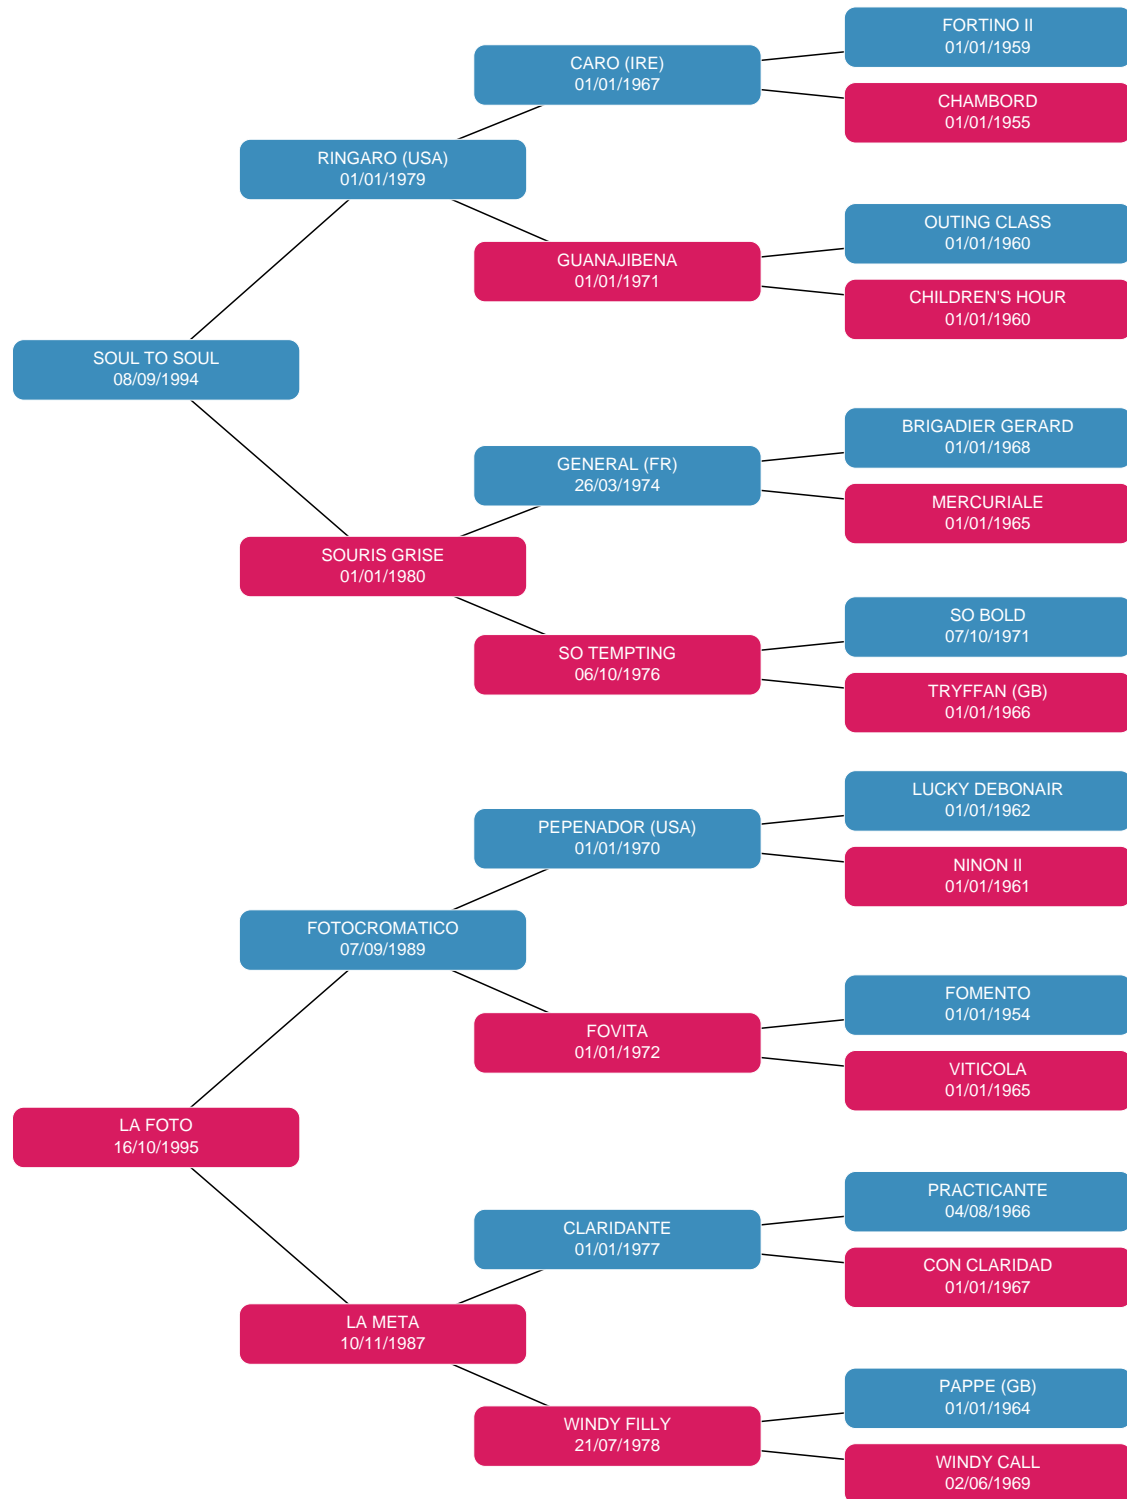 FORTINO II
01/01/1959
CARO (IRE)
01/01/1967
CHAMBORD
01/01/1955
RINGARO (USA)
01/01/1979
OUTING CLASS
01/01/1960
GUANAJIBENA
01/01/1971
CHILDREN'S HOUR
01/01/1960
SOUL TO SOUL
08/09/1994
BRIGADIER GERARD
01/01/1968
GENERAL (FR)
26/03/1974
MERCURIALE
01/01/1965
SOURIS GRISE
01/01/1980
SO BOLD
07/10/1971
SO TEMPTING
06/10/1976
TRYFFAN (GB)
01/01/1966
LUCKY DEBONAIR
01/01/1962
PEPENADOR (USA)
01/01/1970
NINON II
01/01/1961
FOTOCROMATICO
07/09/1989
FOMENTO
01/01/1954
FOVITA
01/01/1972
VITICOLA
01/01/1965
LA FOTO
16/10/1995
PRACTICANTE
04/08/1966
CLARIDANTE
01/01/1977
CON CLARIDAD
01/01/1967
LA META
10/11/1987
PAPPE (GB)
01/01/1964
WINDY FILLY
21/07/1978
WINDY CALL
02/06/1969